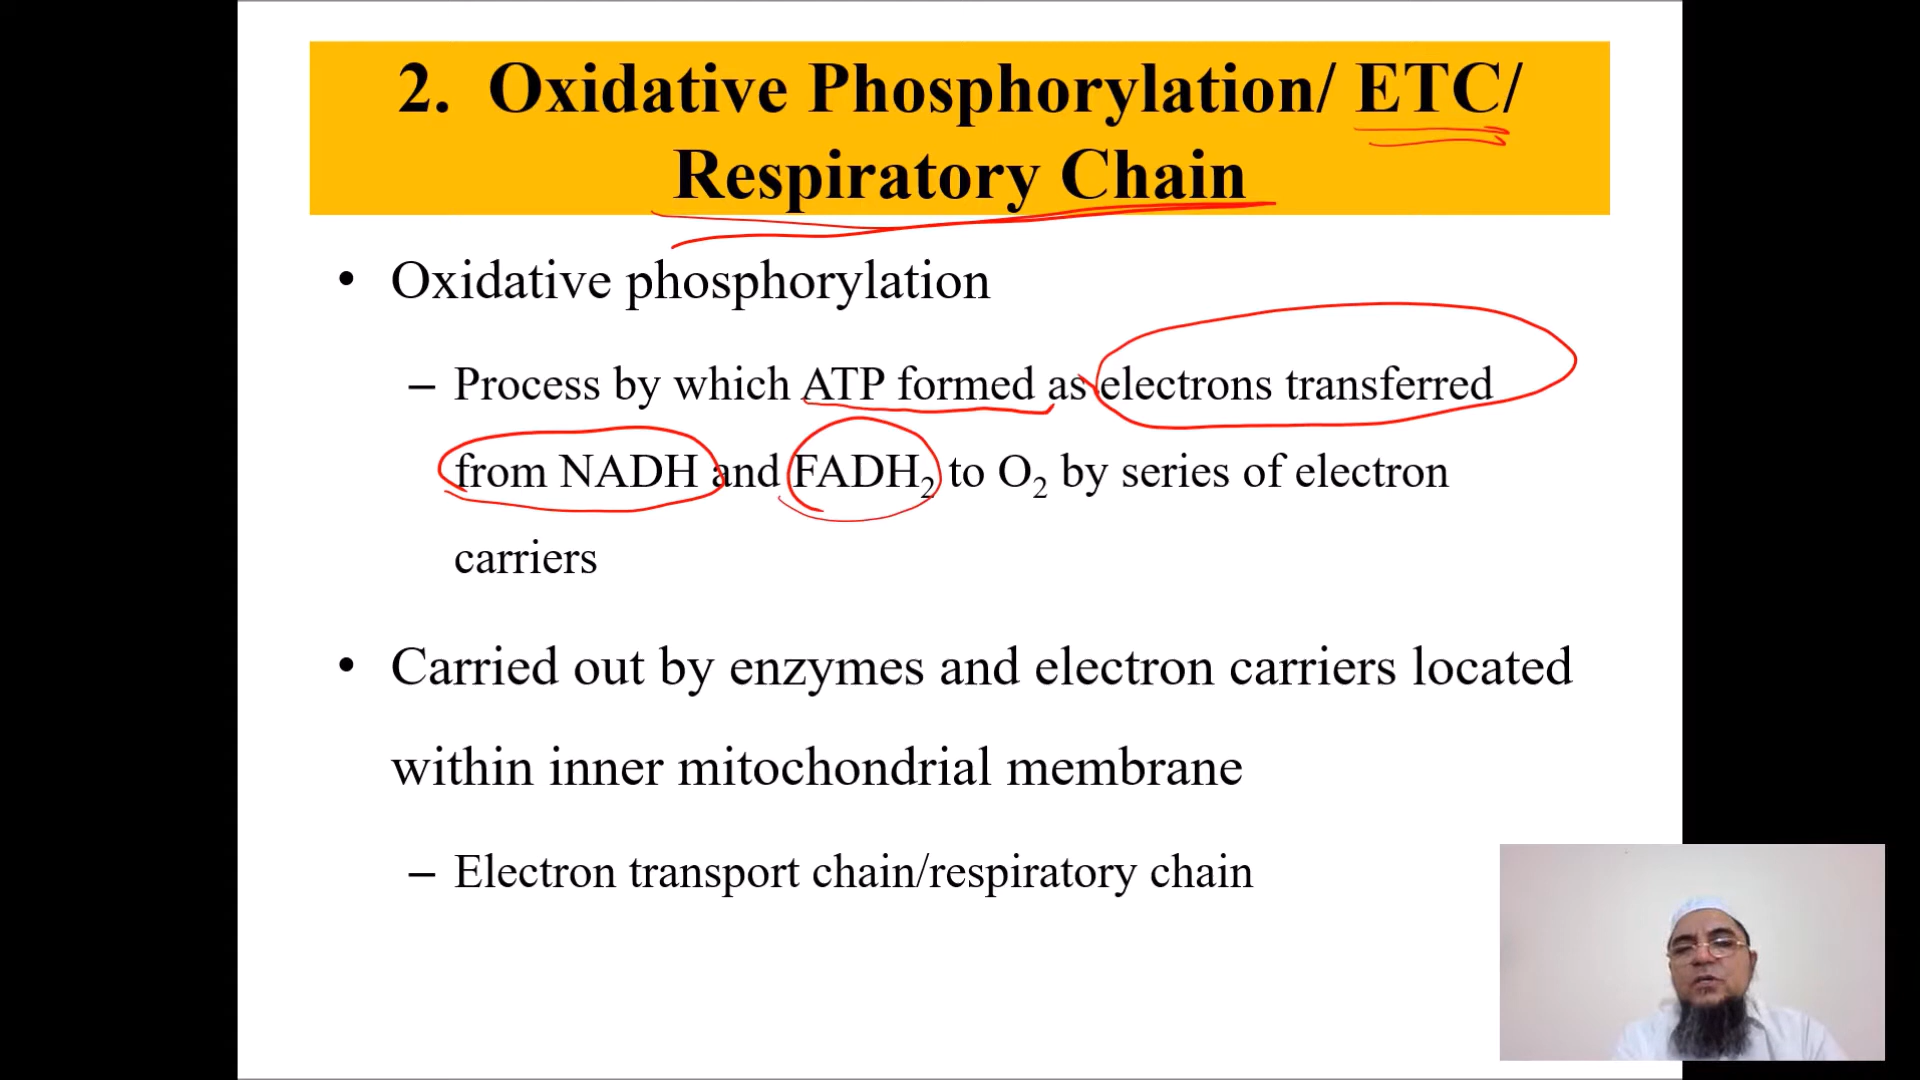 2. Oxidative Phosphorylation/ ETC/
Respiratory Chain
• Oxidative phosphorylation
– Process by which ATP formed as electrons transferred
from NADH and FADH₂ to O₂ by series of electron
carriers
• Carried out by enzymes and electron carriers located
within inner mitochondrial membrane
– Electron transport chain/respiratory chain